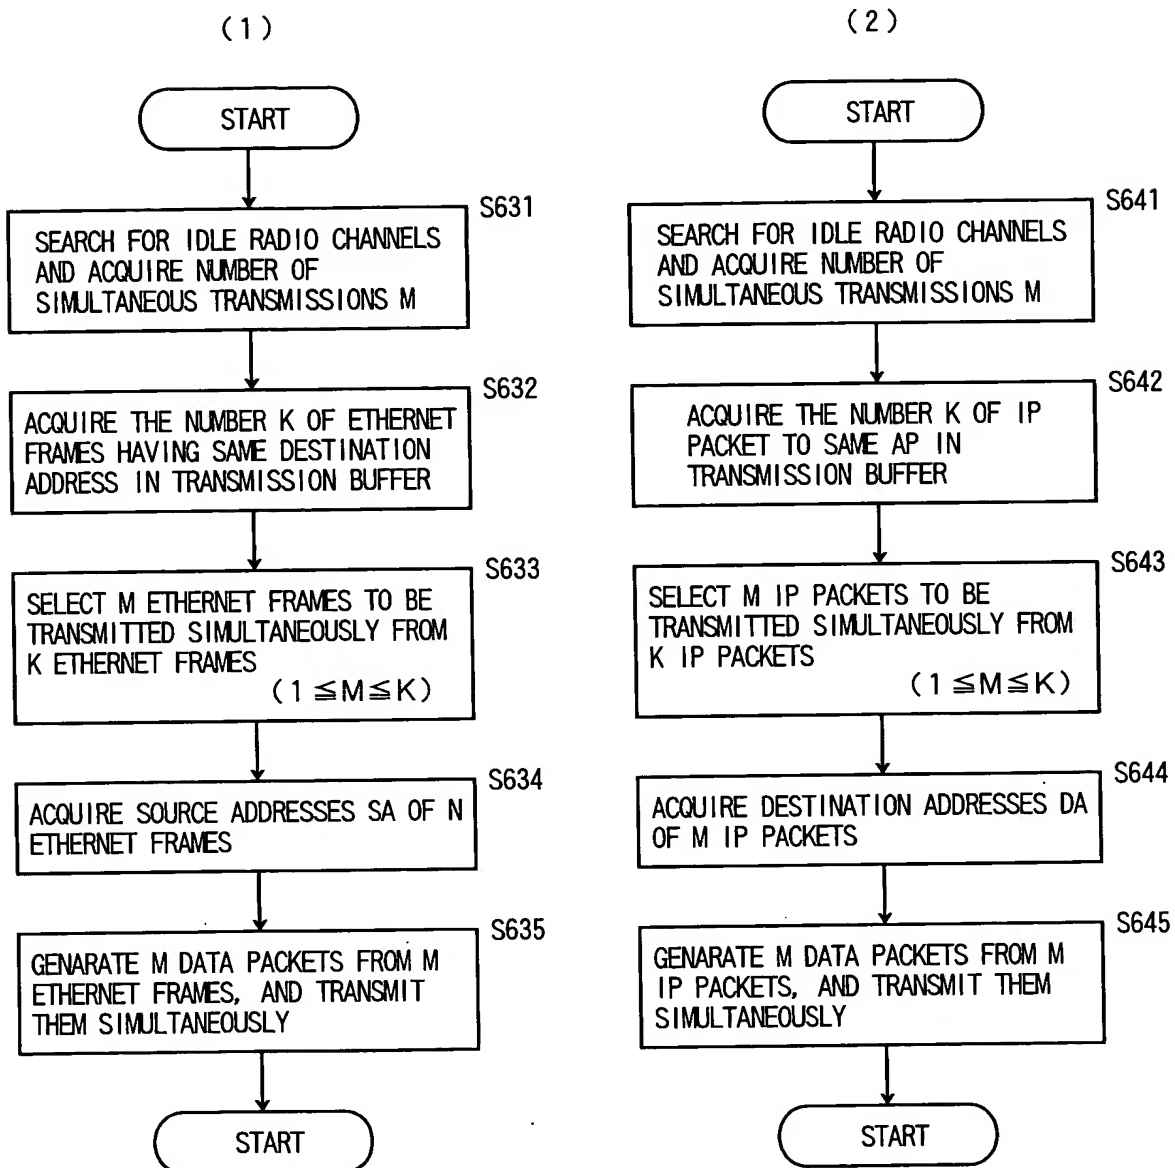 (1)
START
S631
SEARCH FOR IDLE RADIO CHANNELS
AND ACQUIRE NUMBER OF
SIMULTANEOUS TRANSMISSIONS M
S632
ACQUIRE THE NUMBER K OF ETHERNET
FRAMES HAVING SAME DESTINATION
ADDRESS IN TRANSMISSION BUFFER
S633
SELECT M ETHERNET FRAMES TO BE
TRANSMITTED SIMULTANEOUSLY FROM
K ETHERNET FRAMES
(1≦M≦K)
S634
ACQUIRE SOURCE ADDRESSES SA OF N
ETHERNET FRAMES
S635
GENARATE M DATA PACKETS FROM M
ETHERNET FRAMES, AND TRANSMIT
THEM SIMULTANEOUSLY
START
(2)
START
S641
SEARCH FOR IDLE RADIO CHANNELS
AND ACQUIRE NUMBER OF
SIMULTANEOUS TRANSMISSIONS M
S642
ACQUIRE THE NUMBER K OF IP
PACKET TO SAME AP IN
TRANSMISSION BUFFER
S643
SELECT M IP PACKETS TO BE
TRANSMITTED SIMULTANEOUSLY FROM
K IP PACKETS
(1≦M≦K)
S644
ACQUIRE DESTINATION ADDRESSES DA
OF M IP PACKETS
S645
GENARATE M DATA PACKETS FROM M
IP PACKETS, AND TRANSMIT THEM
SIMULTANEOUSLY
START